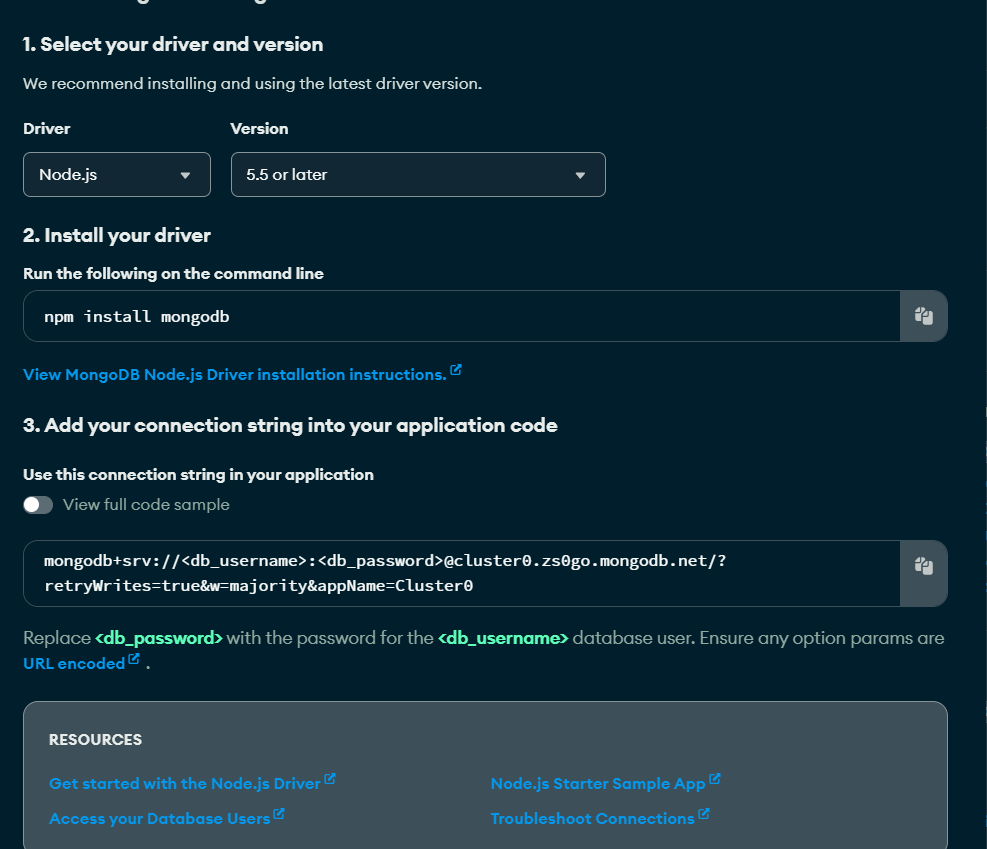 1. Select your driver and version
We recommend installing and using the latest driver version.
Driver
Version
Node.js
5.5 or later
2. Install your driver
Run the following on the command line
npm install mongodb
View MongoDB Node.js Driver installation instructions.
3. Add your connection string into your application code
Use this connection string in your application
View full code sample
mongodb+srv://<db_username>:<db_password>@cluster0.zs0go.mongodb.net/?
retryWrites=true&w=majority&appName=Cluster0
Replace <db_password> with the password for the <db_username> database user. Ensure any option params are
URL encoded .
RESOURCES
Get started with the Node.js Driver
Node.js Starter Sample App
Access your Database Users
Troubleshoot Connections